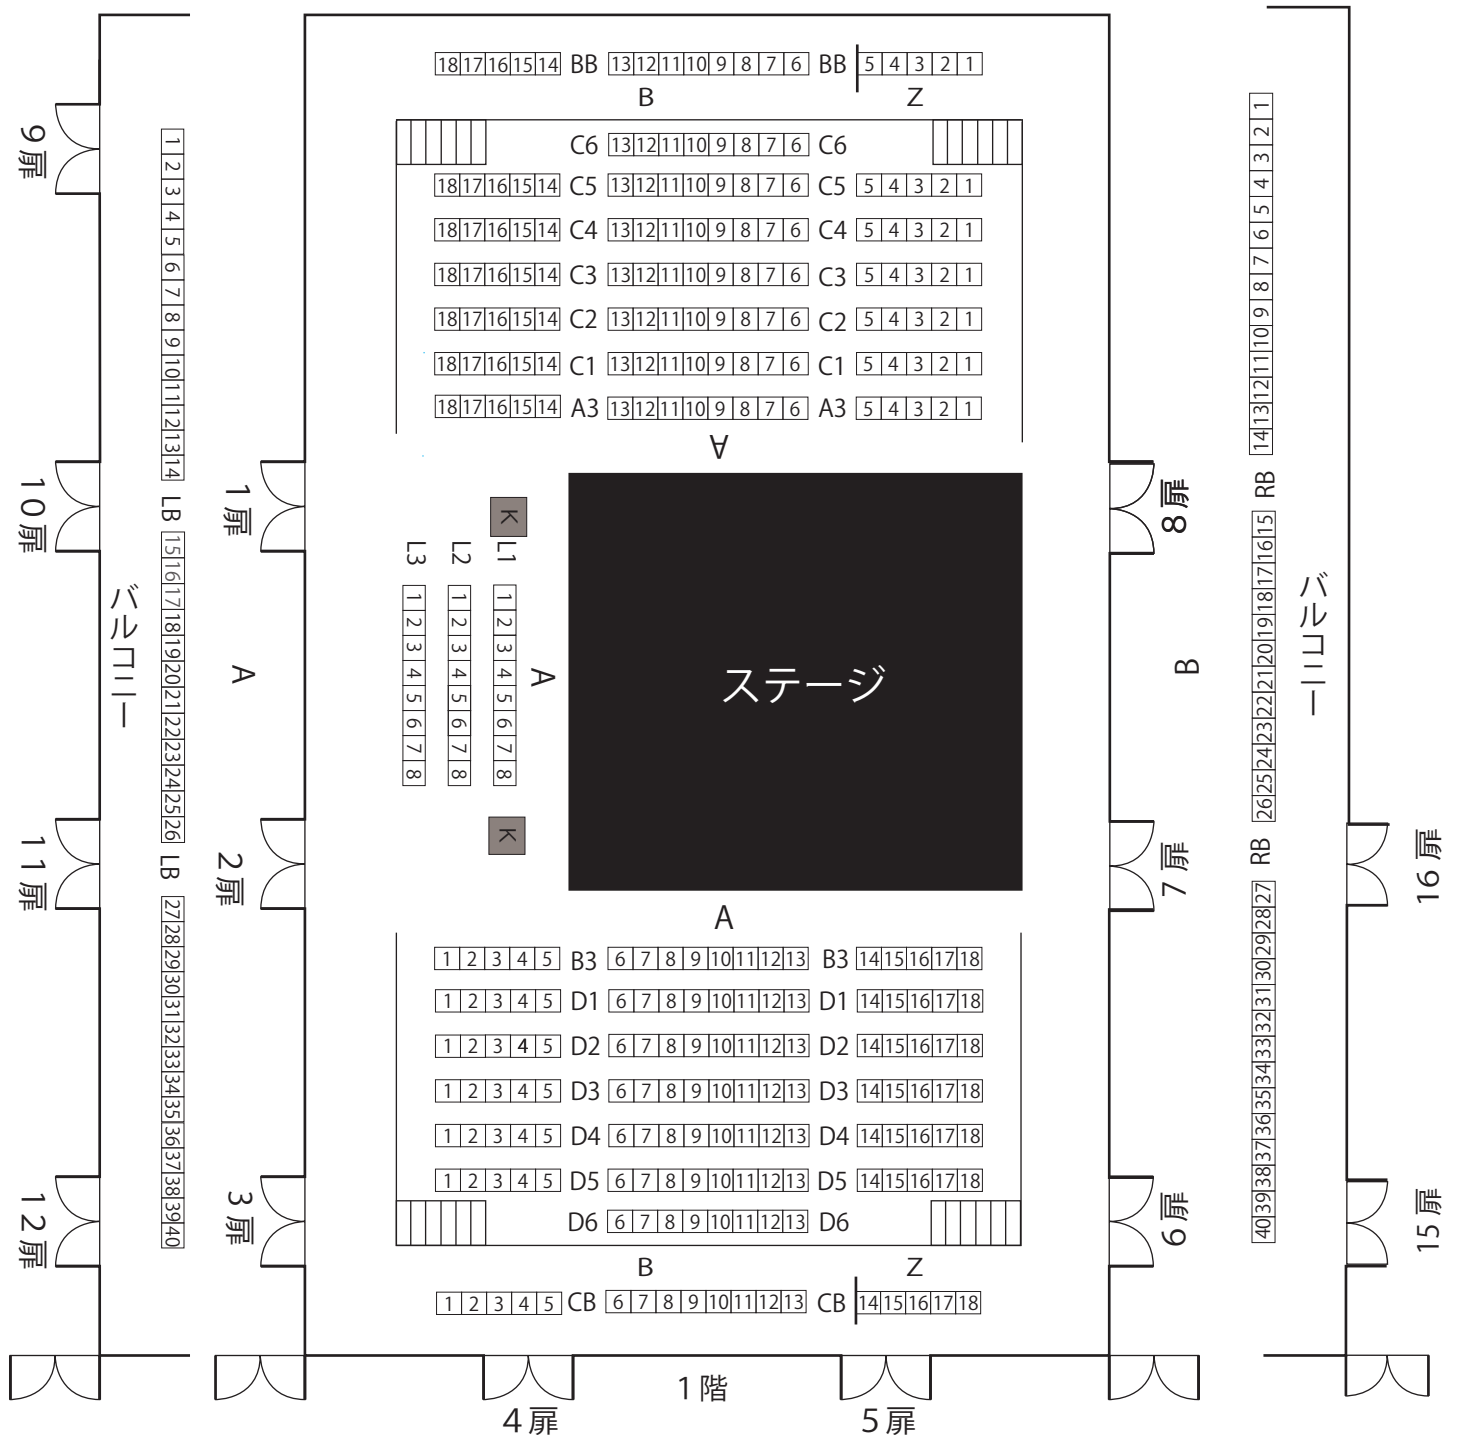 18 17 16 15 14 BB 13 12 11 10 9 8 7 6 BB 5 4 3 2 1
B Z
C6 13 12 11 10 9 8 7 6 C6
18 17 16 15 14 C5 13 12 11 10 9 8 7 6 C5 5 4 3 2 1
18 17 16 15 14 C4 13 12 11 10 9 8 7 6 C4 5 4 3 2 1
18 17 16 15 14 C3 13 12 11 10 9 8 7 6 C3 5 4 3 2 1
18 17 16 15 14 C2 13 12 11 10 9 8 7 6 C2 5 4 3 2 1
18 17 16 15 14 C1 13 12 11 10 9 8 7 6 C1 5 4 3 2 1
18 17 16 15 14 A3 13 12 11 10 9 8 7 6 A3 5 4 3 2 1
A
K
L3 1 2 3 4 5 6 7 8
L2 1 2 3 4 5 6 7 8
L1 1 2 3 4 5 6 7 8
A
K
ステージ
A
1 2 3 4 5 B3 6 7 8 9 10 11 12 13 B3 14 15 16 17 18
1 2 3 4 5 D1 6 7 8 9 10 11 12 13 D1 14 15 16 17 18
1 2 3 4 5 D2 6 7 8 9 10 11 12 13 D2 14 15 16 17 18
1 2 3 4 5 D3 6 7 8 9 10 11 12 13 D3 14 15 16 17 18
1 2 3 4 5 D4 6 7 8 9 10 11 12 13 D4 14 15 16 17 18
1 2 3 4 5 D5 6 7 8 9 10 11 12 13 D5 14 15 16 17 18
D6 6 7 8 9 10 11 12 13 D6
B Z
1 2 3 4 5 CB 6 7 8 9 10 11 12 13 CB 14 15 16 17 18
1階
4扉 5扉
9扉
10扉
11扉
12扉
バルコニー
1 2 3 4 5 6 7 8 9 10 11 12 13 14 LB 15 16 17 18 19 20 21 22 23 24 25 26 LB 27 28 29 30 31 32 33 34 35 36 37 38 39 40
1扉
A
2扉
3扉
8扉
B
7扉
6扉
1 2 3 4 5 6 7 8 9 10 11 12 13 14 RB 15 16 17 18 19 20 21 22 23 24 25 26 RB 27 28 29 30 31 32 33 34 35 36 37 38 39 40
バルコニー
16扉
15扉